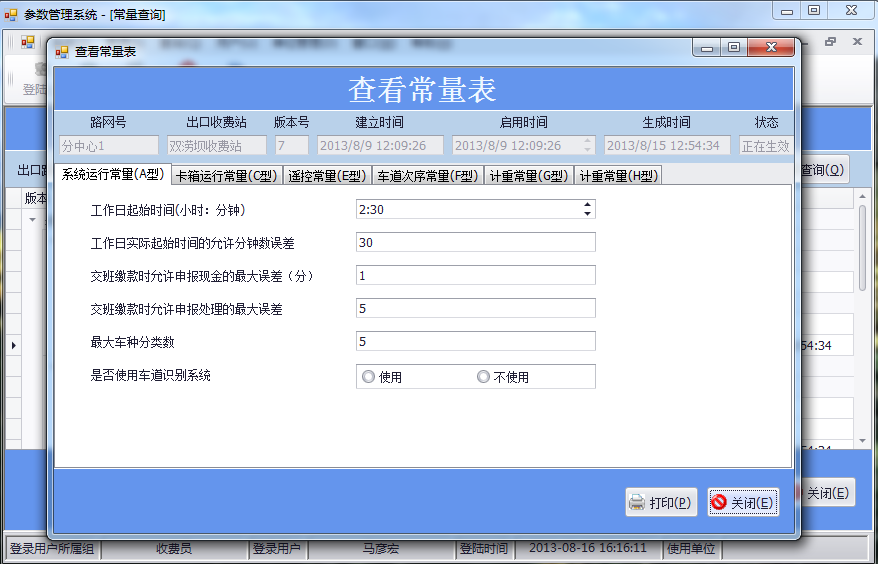 参数管理系统 - [常量查询]
查看常量表
登陆
查看常量表
路网号 出口收费站 版本号 建立时间 启用时间 生成时间 状态
分中心1 双涝坝收费站 7 2013/8/9 12:09:26 2013/8/9 12:09:26 2013/8/15 12:54:34 正在生效
出口路
查询(Q)
系统运行常量(A型) 卡箱运行常量(C型) 遥控常量(E型) 车道次序常量(F型) 计重常量(G型) 计重常量(H型)
版本
工作日起始时间(小时：分钟) 2:30
工作日实际起始时间的允许分钟数误差 30
交班缴款时允许申报现金的最大误差（分） 1
交班缴款时允许申报处理的最大误差 5
最大车种分类数 5
54:34
是否使用车道识别系统 使用 不使用
54:34
打印(P) 关闭(E)
关闭(E)
登录用户所属组 收费员 登录用户 马彦宏 登陆时间 2013-08-16 16:16:11 使用单位